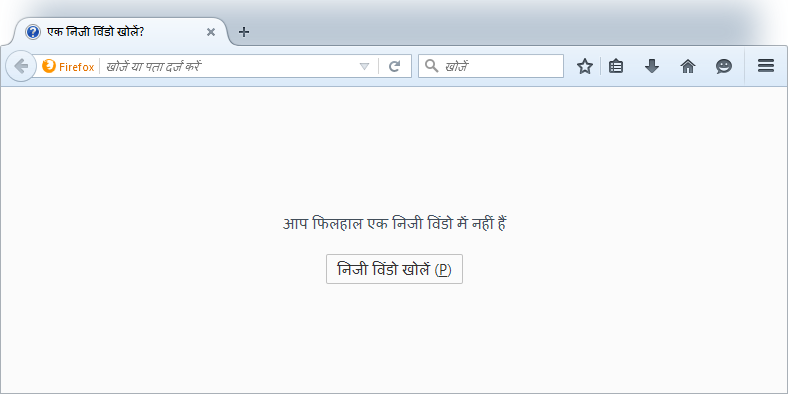 एक निजी विंडो खोलें?
Firefox
खोजें या पता दर्ज करें
खोजें
आप फिलहाल एक निजी विंडो में नहीं हैं
निजी विंडो खोलें (P)